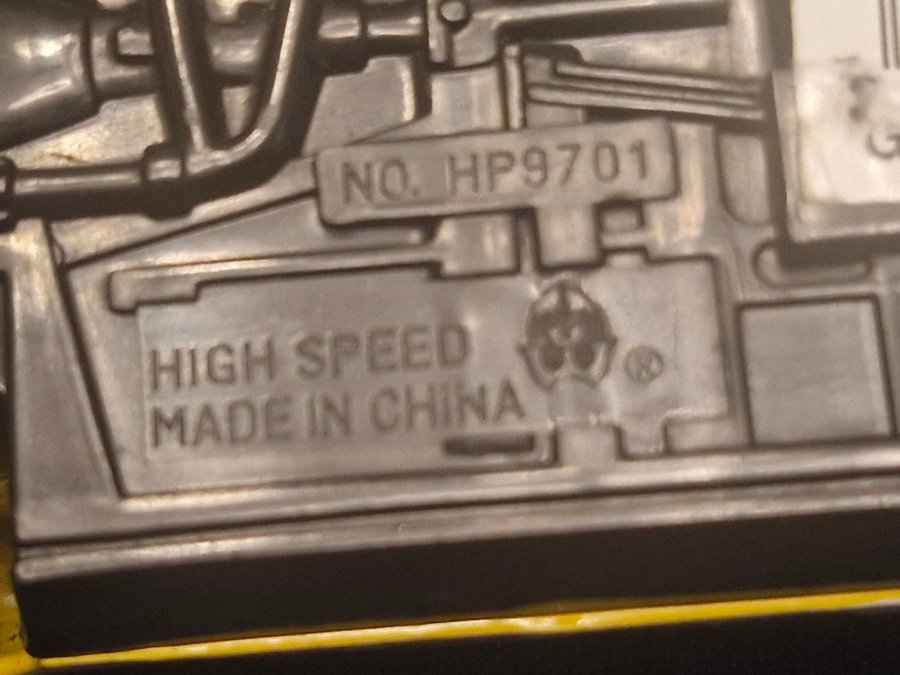 NO. HP9701
HIGH SPEED
®
MADE IN CHINA